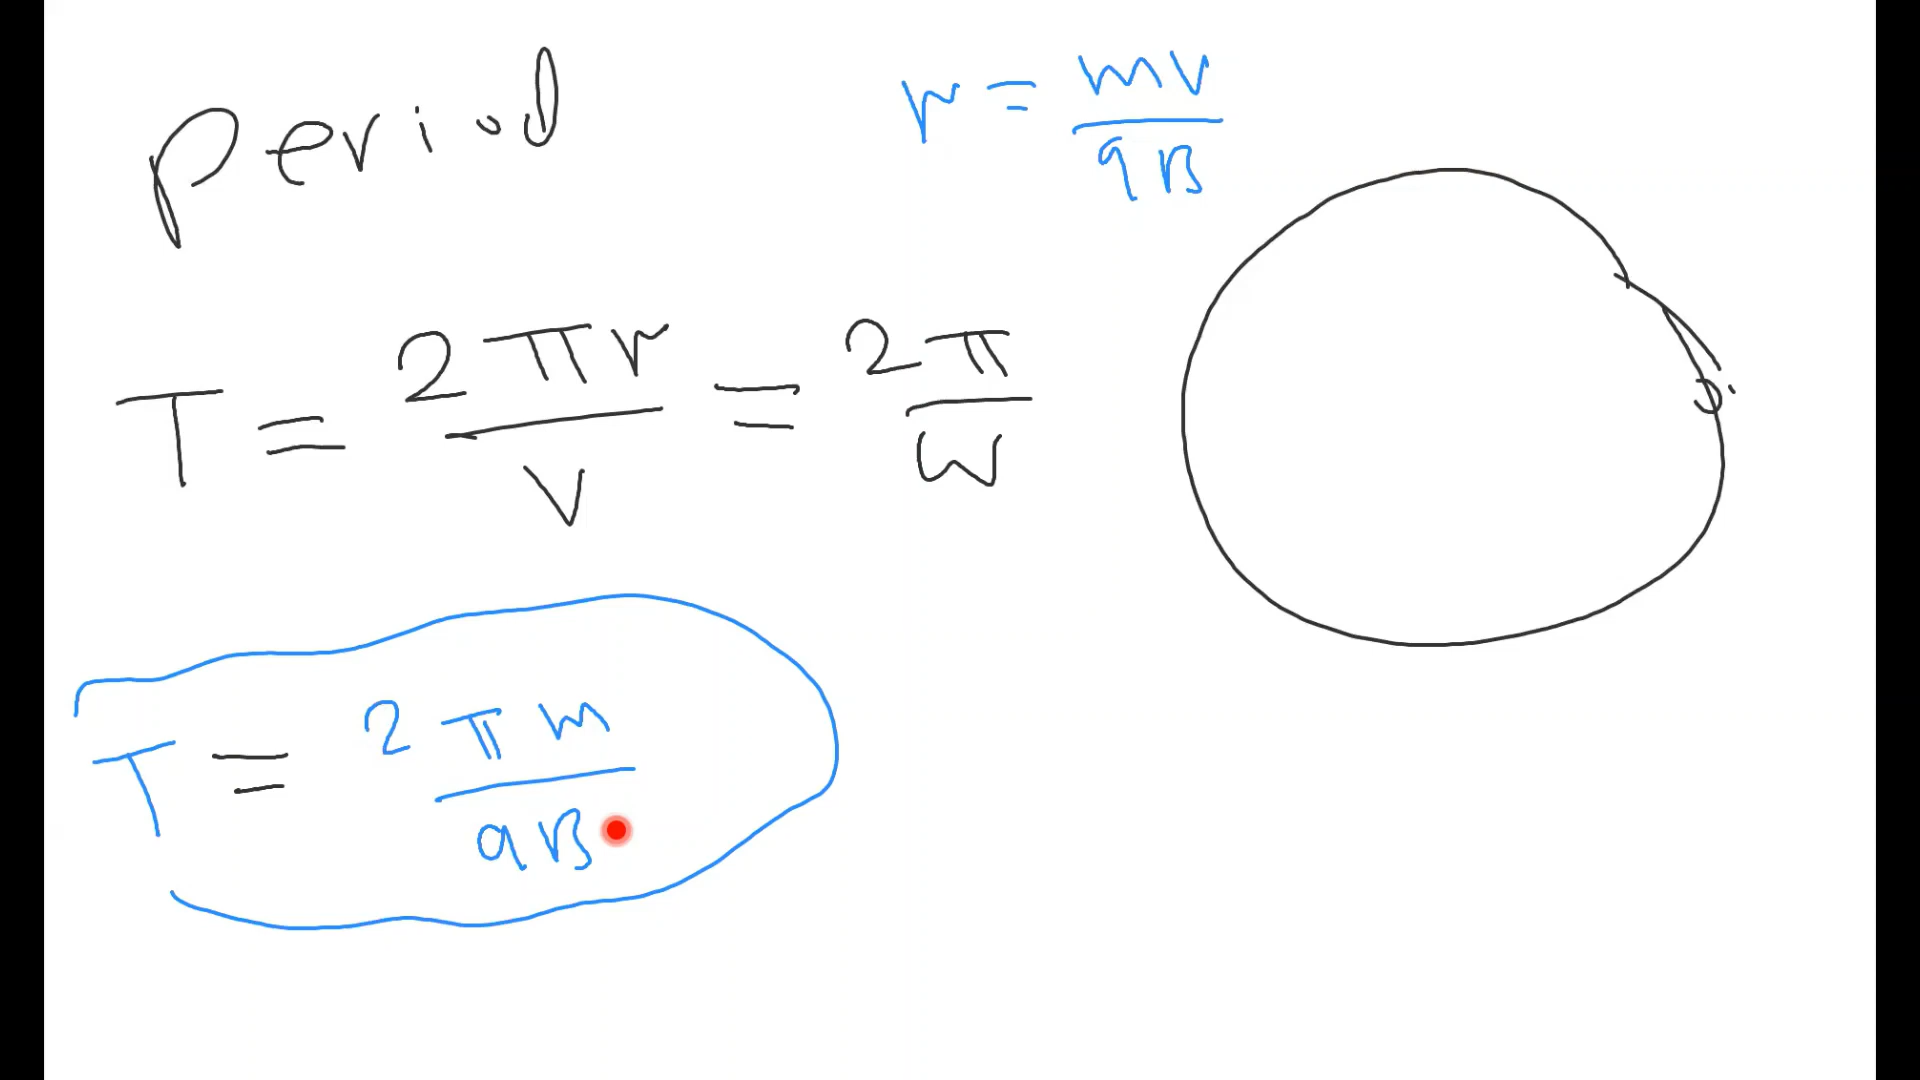 period
r = mv/qB
T = 2πr/v = 2π/w
T = 2πm/qB